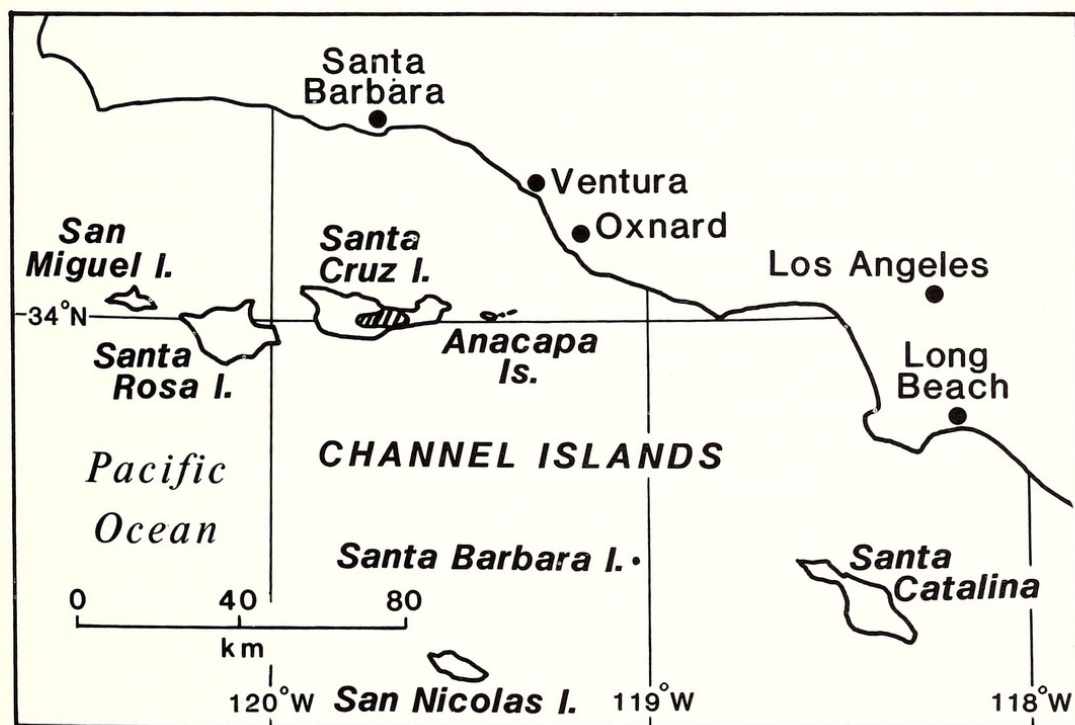 Santa
Barbara
Ventura
Oxnard
San
Miguel I.
Santa
Cruz I.
Los Angeles
34°N
Santa
Rosa I.
Anacapa
Is.
Long
Beach
CHANNEL ISLANDS
Pacific
Ocean
Santa Barbara I.
Santa
Catalina
0 40 80
km
120°W
San Nicolas I.
119°W
118°W